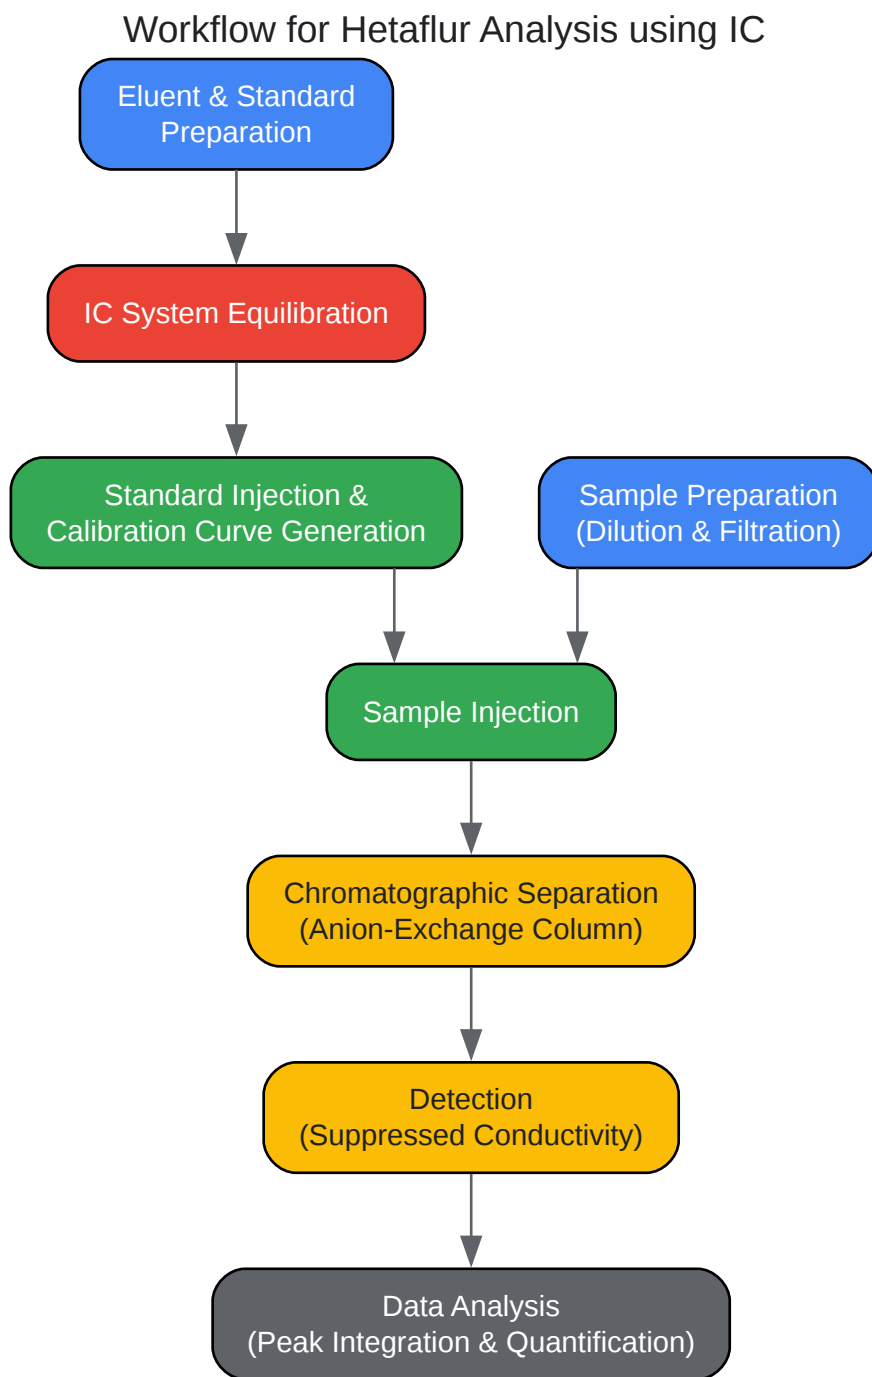 Workflow for Hetaflur Analysis using IC
Eluent & Standard
Preparation
IC System Equilibration
Standard Injection &
Calibration Curve Generation
Sample Preparation
(Dilution & Filtration)
Sample Injection
Chromatographic Separation
(Anion-Exchange Column)
Detection
(Suppressed Conductivity)
Data Analysis
(Peak Integration & Quantification)